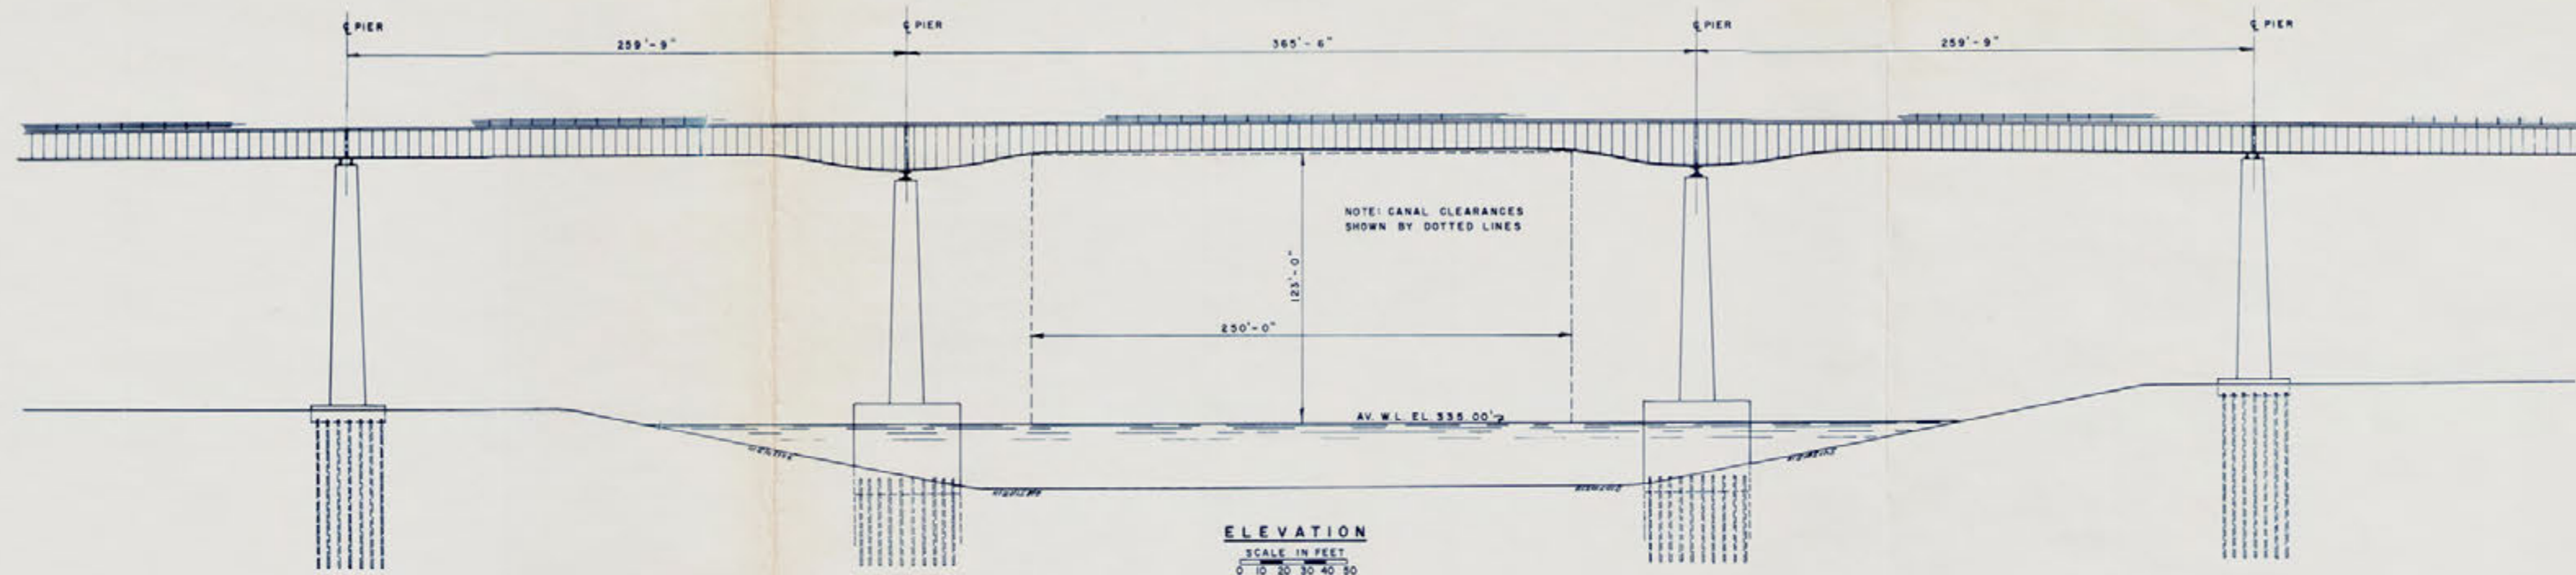 ℄ PIER
℄ PIER
℄ PIER
℄ PIER
259'-9"
365'-6"
259'-9"
NOTE: CANAL CLEARANCES
SHOWN BY DOTTED LINES
123'-0"
250'-0"
AV. W.L. EL. 335.00'
ELEVATION
SCALE IN FEET
0 10 20 30 40 50